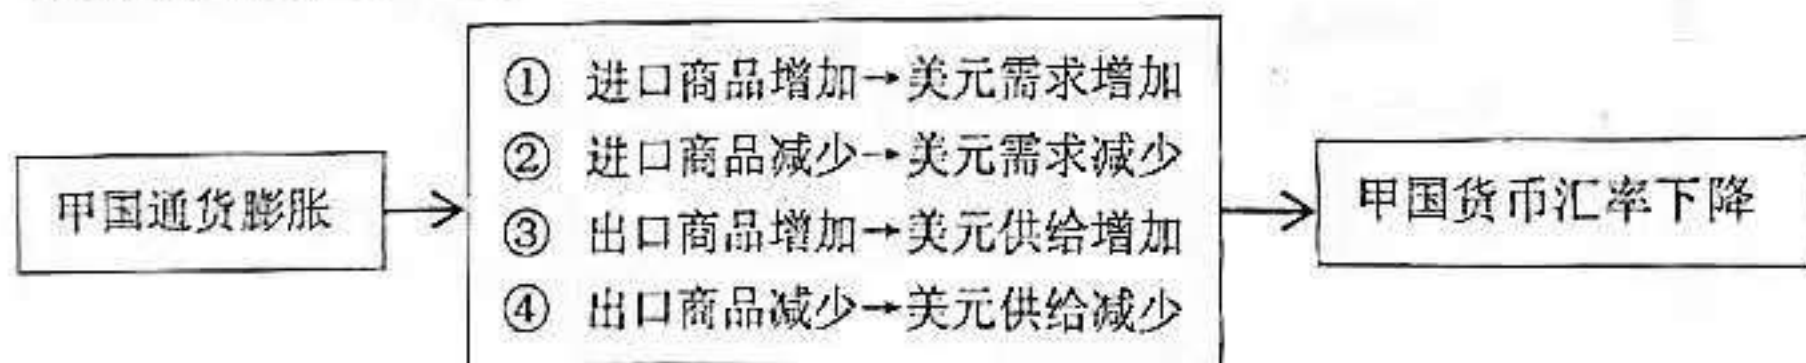 ① 进口商品增加→美元需求增加
② 进口商品减少→美元需求减少
甲国通货膨胀
③ 出口商品增加→美元供给增加
④ 出口商品减少→美元供给减少
甲国货币汇率下降